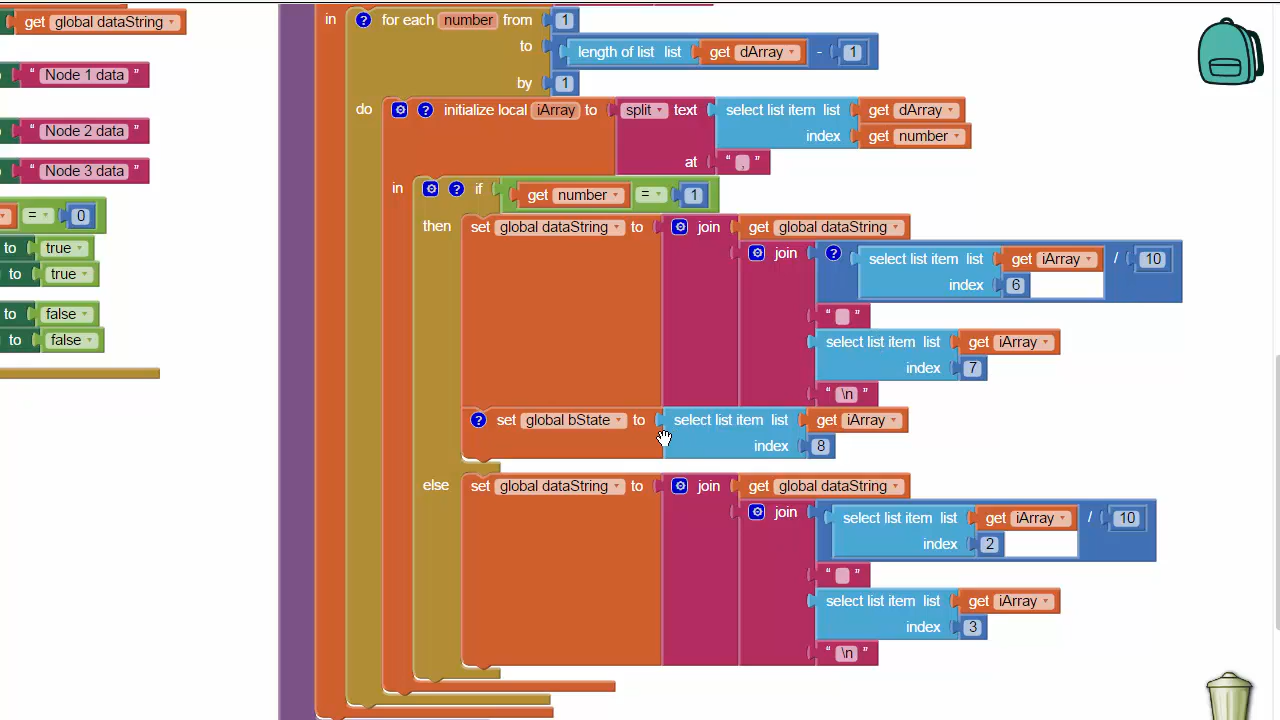 get global dataString
in ? for each number from 1
to length of list list get dArray - 1
by 1
" Node 1 data "
" Node 2 data "
" Node 3 data "
= 0
to true
to true
to false
to false
do ? initialize local iArray to split text select list item list get dArray
index get number
at " , "
in ? if get number = 1
then set global dataString to join get global dataString
join ? select list item list get iArray / 10
index 6
" "
select list item list get iArray
index 7
" \n "
? set global bState to select list item list get iArray
index 8
else set global dataString to join get global dataString
join select list item list get iArray / 10
index 2
" "
select list item list get iArray
index 3
" \n "